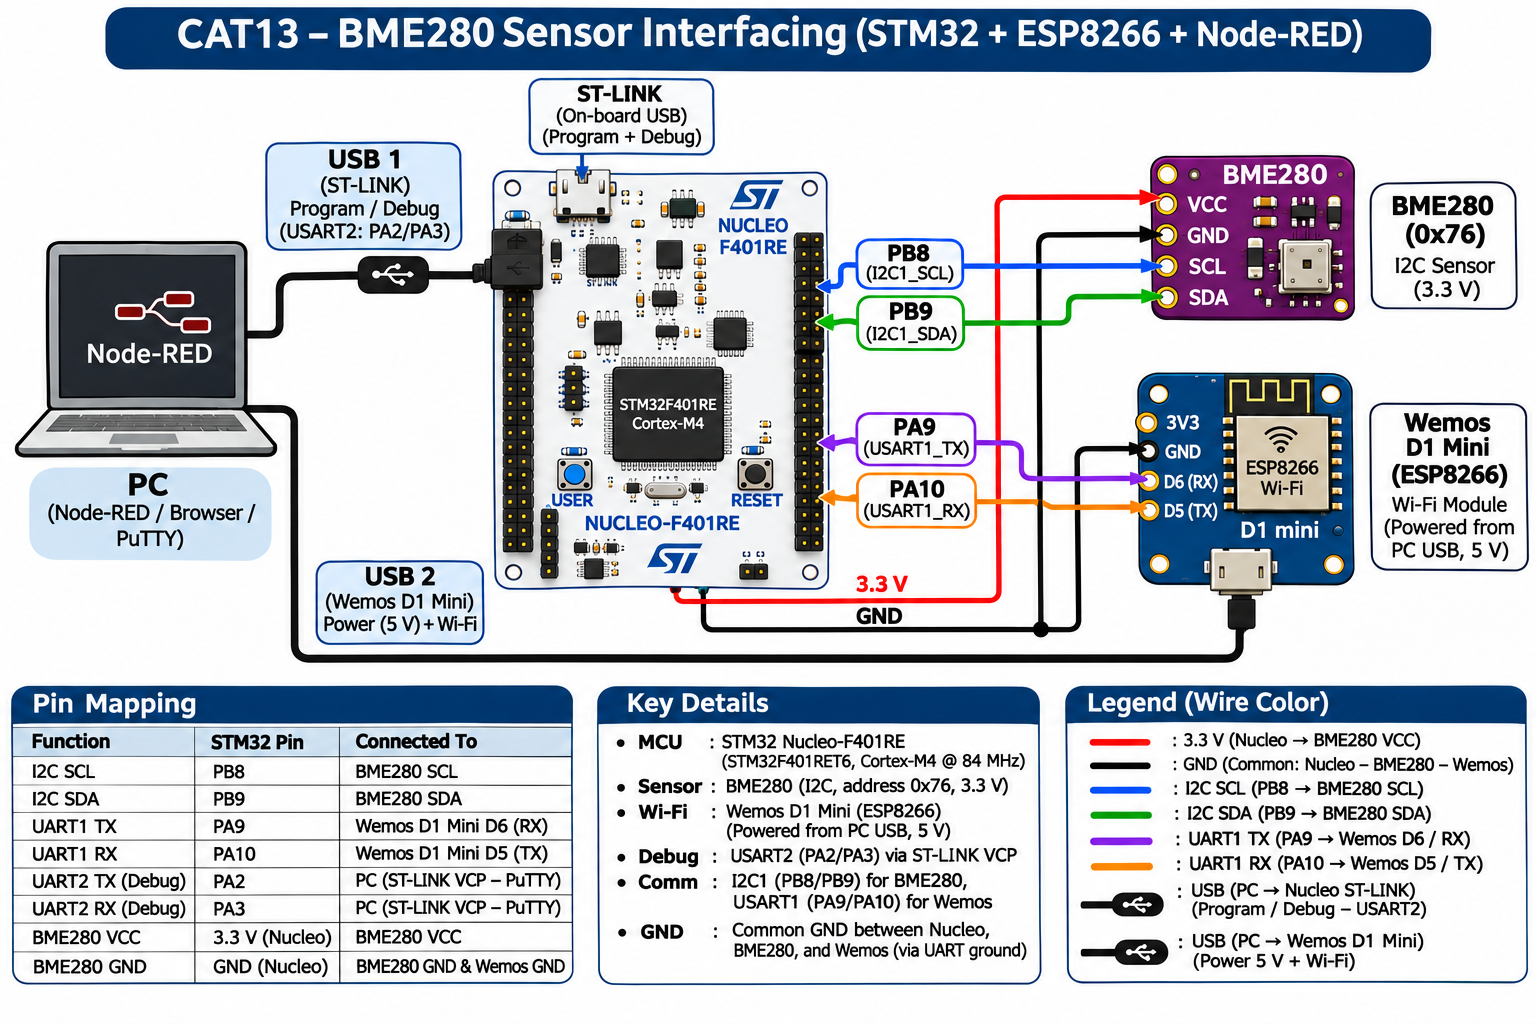 CAT13 – BME280 Sensor Interfacing (STM32 + ESP8266 + Node-RED)
ST-LINK
(On-board USB)
(Program + Debug)
USB 1
(ST-LINK)
Program / Debug
(USART2: PA2/PA3)
Node-RED
PC
(Node-RED / Browser /
PuTTY)
USB 2
(Wemos D1 Mini)
Power (5 V) + Wi-Fi
NUCLEO
F401RE
STM32F401RE
Cortex-M4
USER
RESET
NUCLEO-F401RE
PB8
(I2C1_SCL)
PB9
(I2C1_SDA)
PA9
(USART1_TX)
PA10
(USART1_RX)
3.3 V
GND
BME280
VCC
GND
SCL
SDA
BME280
(0x76)
I2C Sensor
(3.3 V)
3V3
GND
D6 (RX)
D5 (TX)
ESP8266
Wi-Fi
D1 mini
Wemos
D1 Mini
(ESP8266)
Wi-Fi Module
(Powered from
PC USB, 5 V)
Pin Mapping
Function STM32 Pin Connected To
I2C SCL PB8 BME280 SCL
I2C SDA PB9 BME280 SDA
UART1 TX PA9 Wemos D1 Mini D6 (RX)
UART1 RX PA10 Wemos D1 Mini D5 (TX)
UART2 TX (Debug) PA2 PC (ST-LINK VCP – PuTTY)
UART2 RX (Debug) PA3 PC (ST-LINK VCP – PuTTY)
BME280 VCC 3.3 V (Nucleo) BME280 VCC
BME280 GND GND (Nucleo) BME280 GND & Wemos GND
Key Details
• MCU : STM32 Nucleo-F401RE
(STM32F401RET6, Cortex-M4 @ 84 MHz)
• Sensor : BME280 (I2C, address 0x76, 3.3 V)
• Wi-Fi : Wemos D1 Mini (ESP8266)
(Powered from PC USB, 5 V)
• Debug : USART2 (PA2/PA3) via ST-LINK VCP
• Comm : I2C1 (PB8/PB9) for BME280,
USART1 (PA9/PA10) for Wemos
• GND : Common GND between Nucleo,
BME280, and Wemos (via UART ground)
Legend (Wire Color)
: 3.3 V (Nucleo → BME280 VCC)
: GND (Common: Nucleo – BME280 – Wemos)
: I2C SCL (PB8 → BME280 SCL)
: I2C SDA (PB9 → BME280 SDA)
: UART1 TX (PA9 → Wemos D6 / RX)
: UART1 RX (PA10 → Wemos D5 / TX)
: USB (PC → Nucleo ST-LINK)
(Program / Debug – USART2)
: USB (PC → Wemos D1 Mini)
(Power 5 V + Wi-Fi)